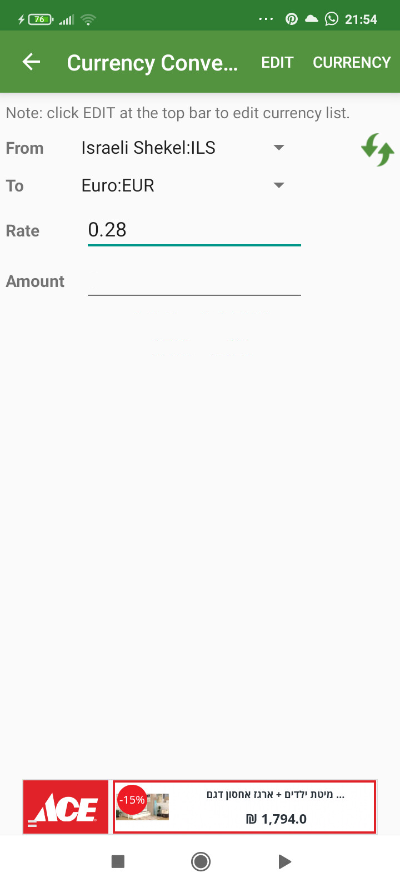 76
21:54
Currency Conve...
EDIT
CURRENCY
Note: click EDIT at the top bar to edit currency list.
From
Israeli Shekel:ILS
To
Euro:EUR
Rate
0.28
Amount
ACE
-15%
מיטת ילדים + ארגז אחסון דגם ...
₪ 1,794.0